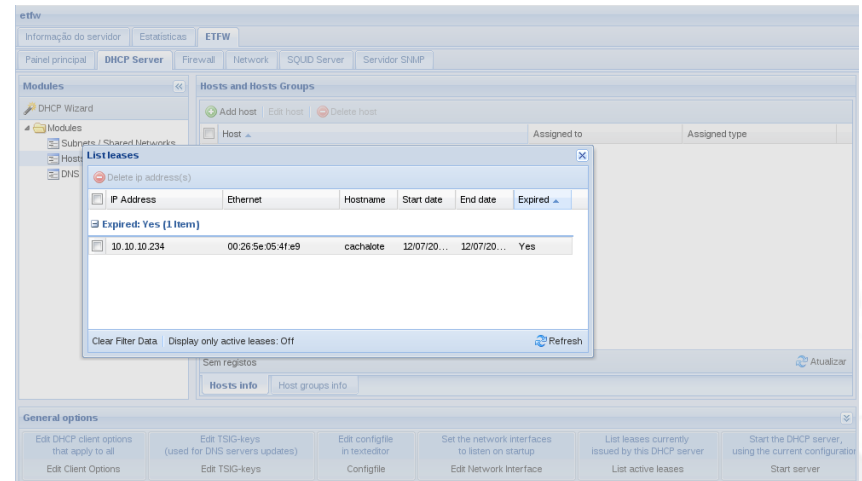 etfw
Informação do servidor Estatísticas ETFW
Painel principal DHCP Server Firewall Network SQUID Server Servidor SNMP
Modules
DHCP Wizard
Modules
Subnets / Shared Networks
Hosts
DNS
Hosts and Hosts Groups
Add host Edit host Delete host
Host Assigned to Assigned type
List leases
Delete ip address(s)
IP Address Ethernet Hostname Start date End date Expired
Expired: Yes (1 Item)
10.10.10.234 00:26:5e:05:4f:e9 cachalote 12/07/20... 12/07/20... Yes
Clear Filter Data Display only active leases: Off Refresh
Sem registos Atualizar
Hosts info Host groups info
General options
Edit DHCP client options
that apply to all
Edit Client Options
Edit TSIG-keys
(used for DNS servers updates)
Edit TSIG-keys
Edit configfile
in texteditor
Configfile
Set the network interfaces
to listen on startup
Edit Network Interface
List leases currently
issued by this DHCP server
List active leases
Start the DHCP server,
using the current configuration
Start server